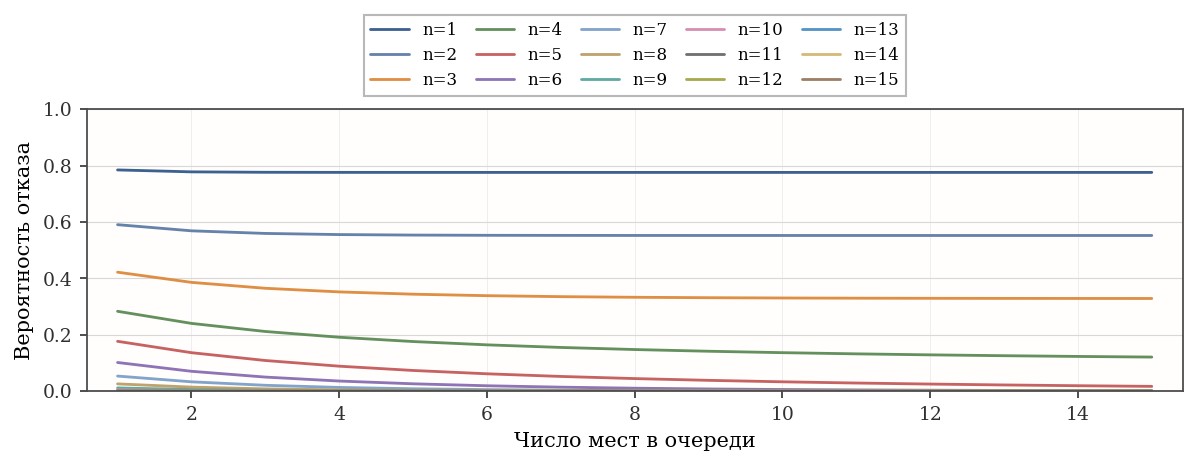 n=1 n=4 n=7 n=10 n=13
n=2 n=5 n=8 n=11 n=14
n=3 n=6 n=9 n=12 n=15
1.0
0.8
0.6
0.4
0.2
0.0
Вероятность отказа
2 4 6 8 10 12 14
Число мест в очереди